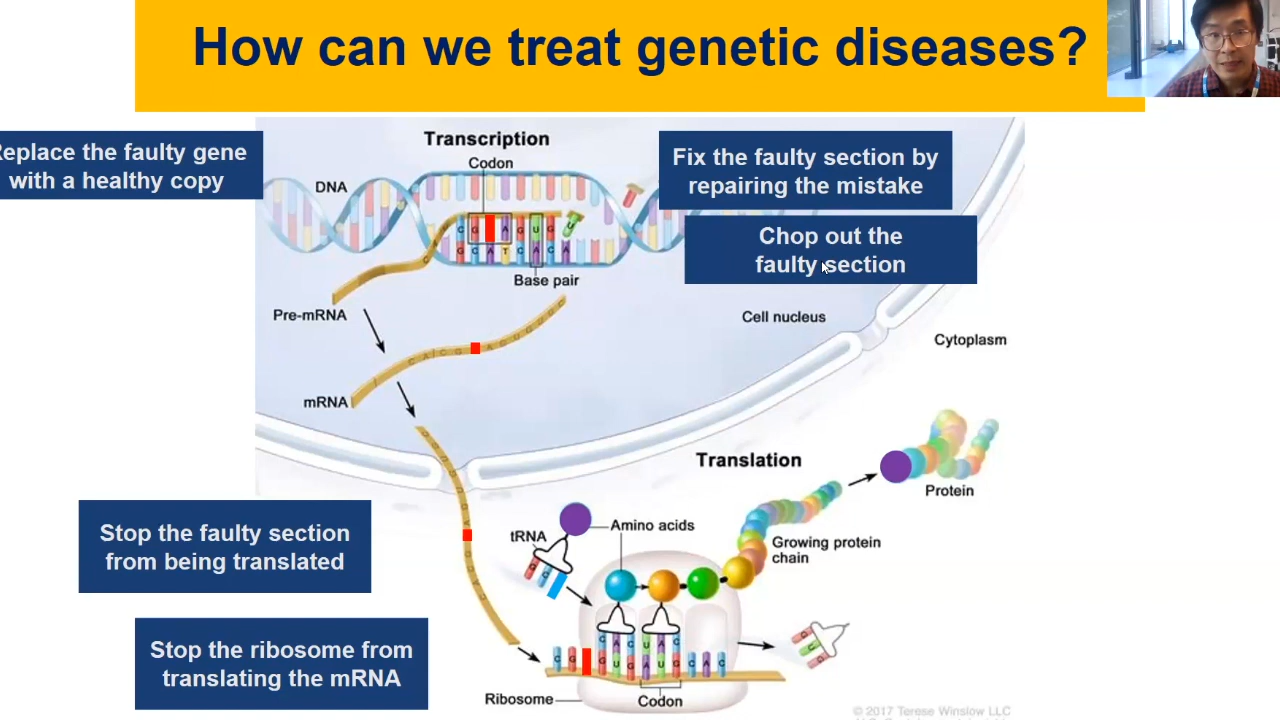 How can we treat genetic diseases?
Replace the faulty gene
with a healthy copy
Transcription
Codon
DNA
Fix the faulty section by
repairing the mistake
Chop out the
faulty section
Base pair
Pre-mRNA
Cell nucleus
Cytoplasm
mRNA
Translation
Protein
Stop the faulty section
from being translated
tRNA
Amino acids
Growing protein
chain
Stop the ribosome from
translating the mRNA
Ribosome
Codon
© 2017 Terese Winslow LLC